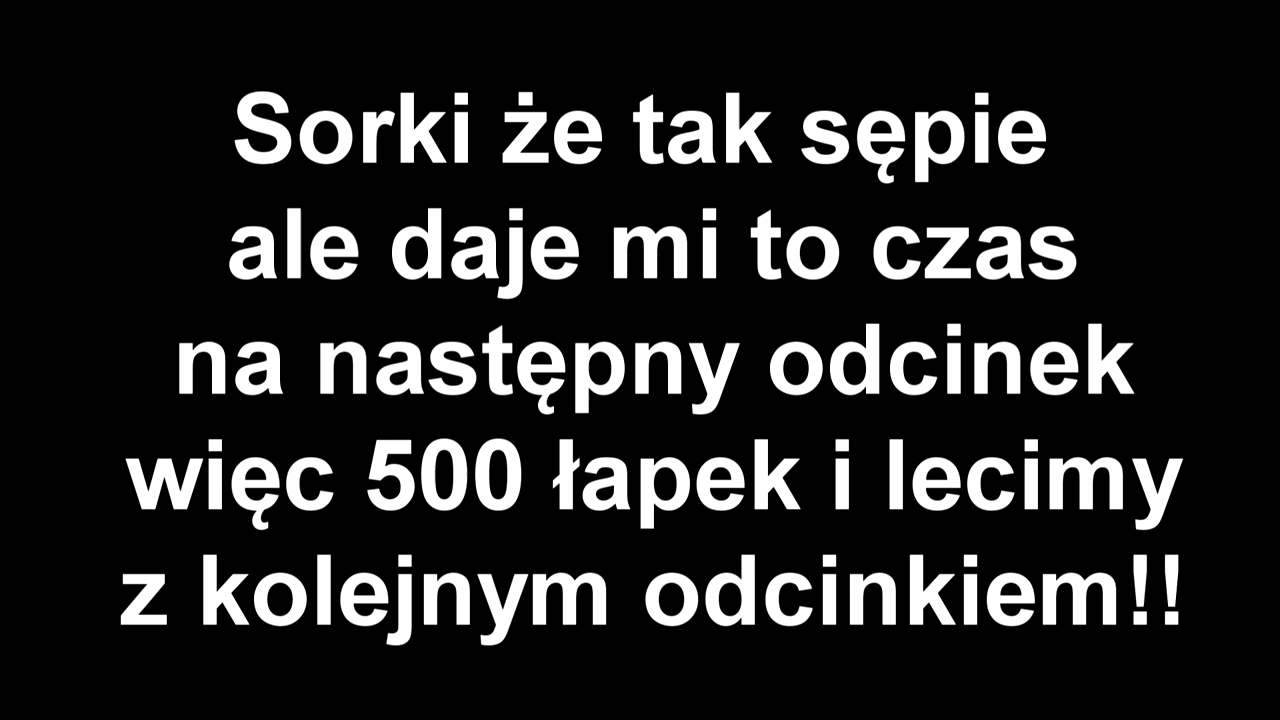 Sorki że tak sępie
ale daje mi to czas
na następny odcinek
więc 500 łapek i lecimy
z kolejnym odcinkiem!!